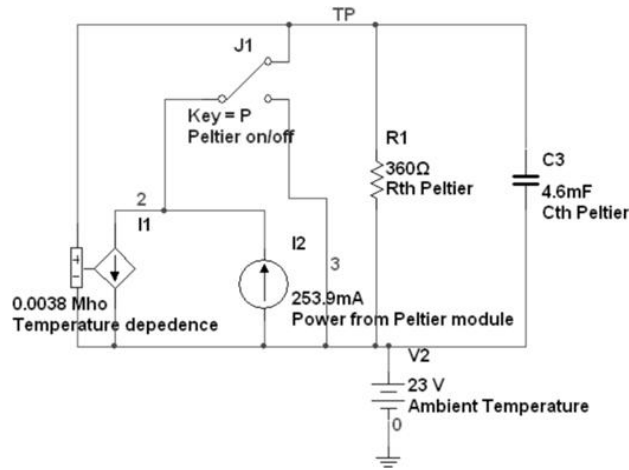 TP
J1
Key = P
Peltier on/off
R1
360Ω
Rth Peltier
C3
4.6mF
Cth Peltier
2
I1
I2
3
+
-
0.0038 Mho
Temperature depedence
253.9mA
Power from Peltier module
V2
23 V
Ambient Temperature
0